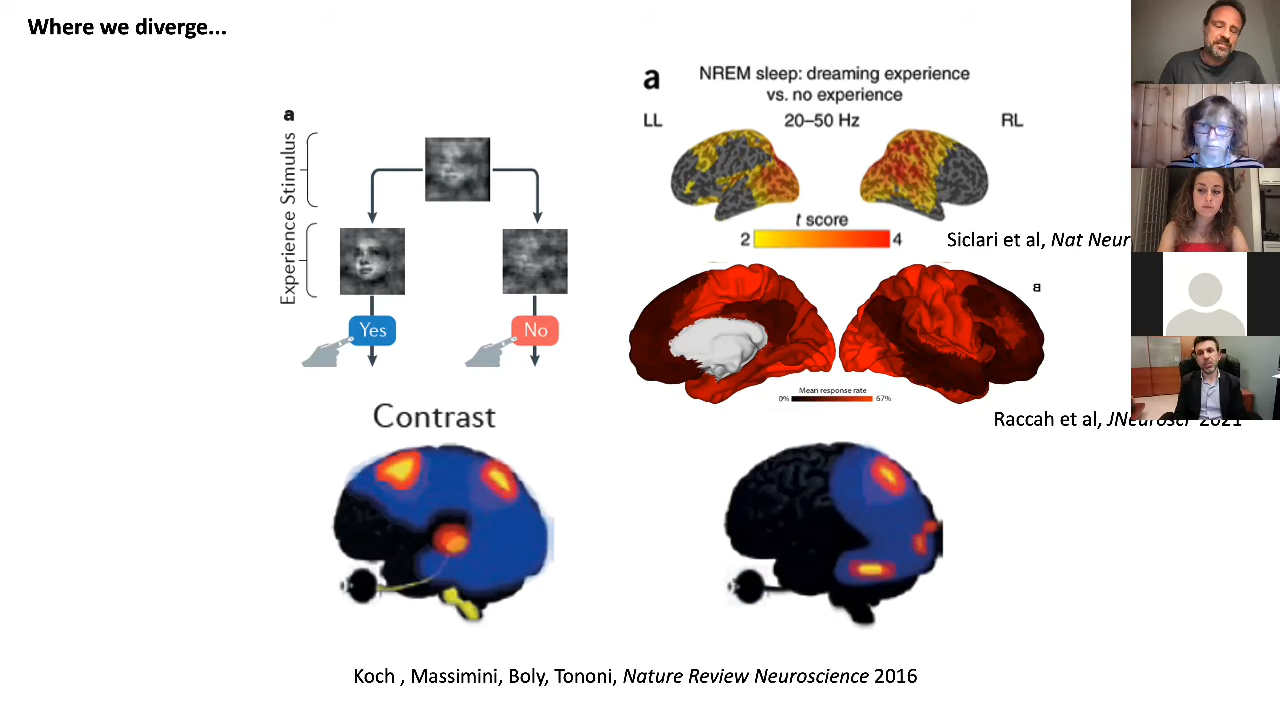 Where we diverge...
a
Stimulus
Experience
Yes
No
Contrast
a
NREM sleep: dreaming experience
vs. no experience
LL
20–50 Hz
RL
t score
2
4
Siclari et al, Nat Neur
B
Mean response rate
0%
67%
Raccah et al, JNeurosci 2021
Koch , Massimini, Boly, Tononi, Nature Review Neuroscience 2016